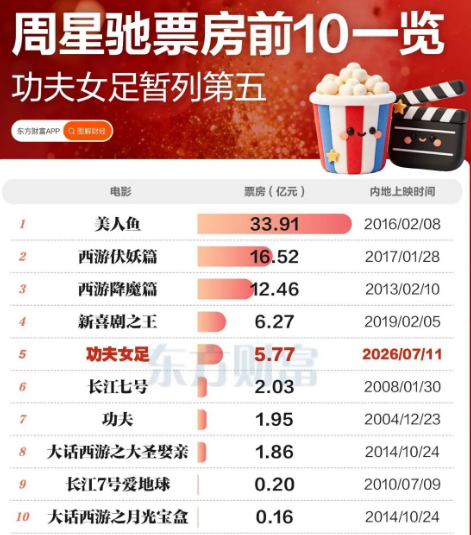 周星驰票房前10一览
功夫女足暂列第五
东方财富APP 图解财经
电影 票房（亿元） 内地上映时间
1 美人鱼 33.91 2016/02/08
2 西游伏妖篇 16.52 2017/01/28
3 西游降魔篇 12.46 2013/02/10
4 新喜剧之王 6.27 2019/02/05
5 功夫女足 5.77 2026/07/11
东方财富
6 长江七号 2.03 2008/01/30
7 功夫 1.95 2004/12/23
8 大话西游之大圣娶亲 1.86 2014/10/24
9 长江7号爱地球 0.20 2010/07/09
10 大话西游之月光宝盒 0.16 2014/10/24